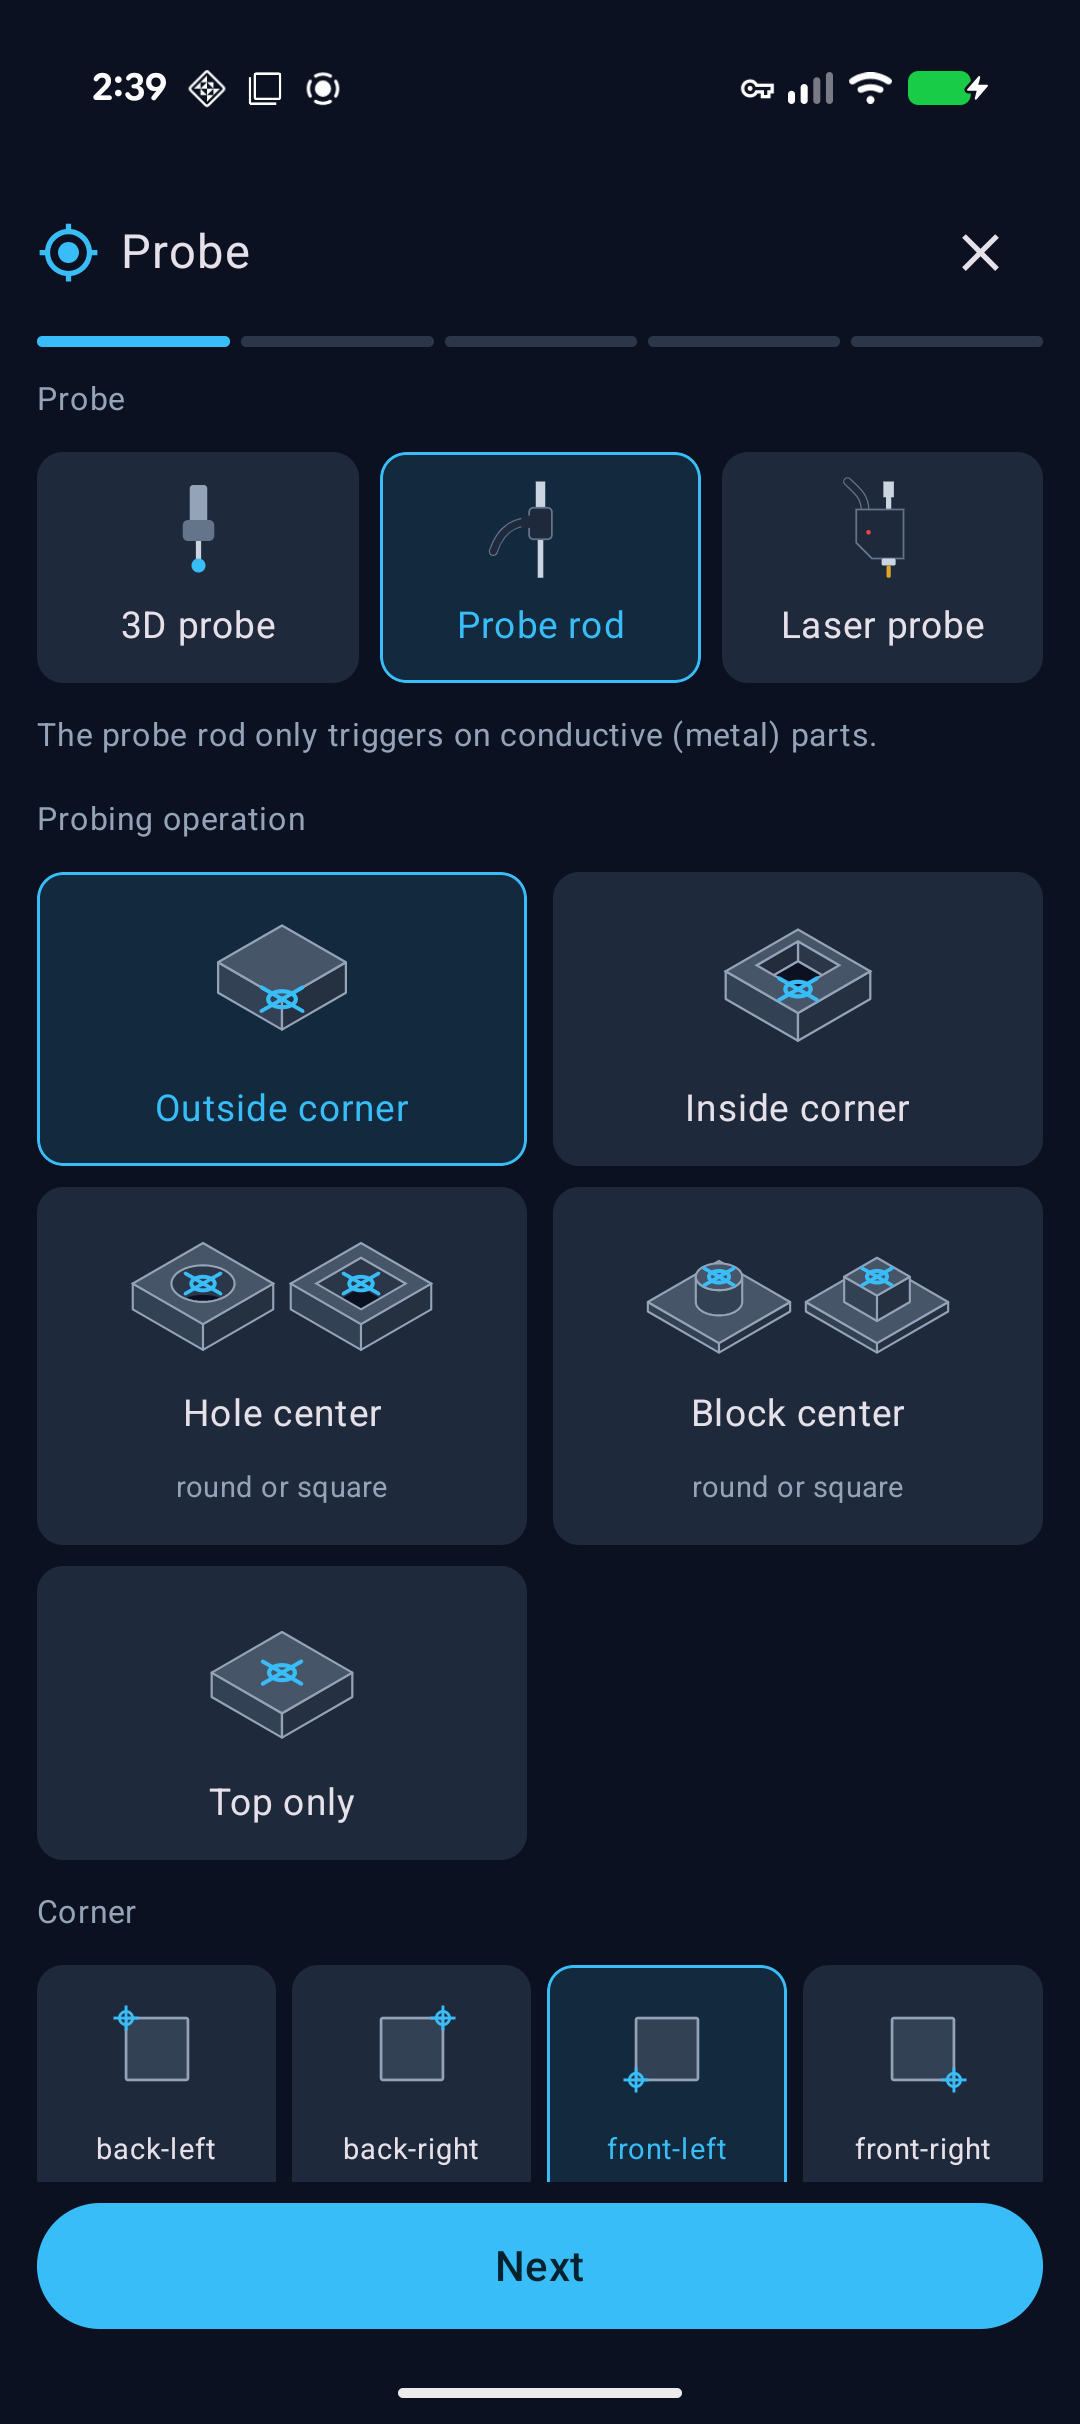 2:39
Probe
Probe
3D probe
Probe rod
Laser probe
The probe rod only triggers on conductive (metal) parts.
Probing operation
Outside corner
Inside corner
Hole center
round or square
Block center
round or square
Top only
Corner
back-left
back-right
front-left
front-right
Next